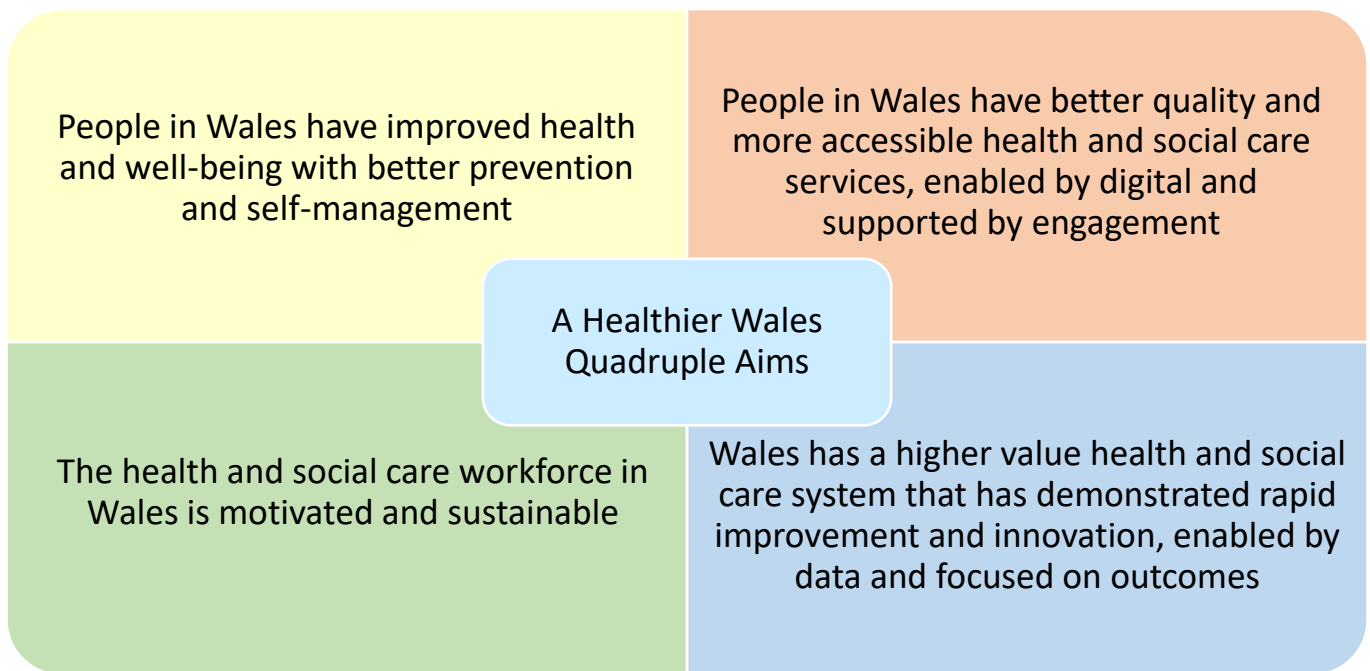 People in Wales have improved health
and well-being with better prevention
and self-management
People in Wales have better quality and
more accessible health and social care
services, enabled by digital and
supported by engagement
A Healthier Wales
Quadruple Aims
The health and social care workforce in
Wales is motivated and sustainable
Wales has a higher value health and social
care system that has demonstrated rapid
improvement and innovation, enabled by
data and focused on outcomes